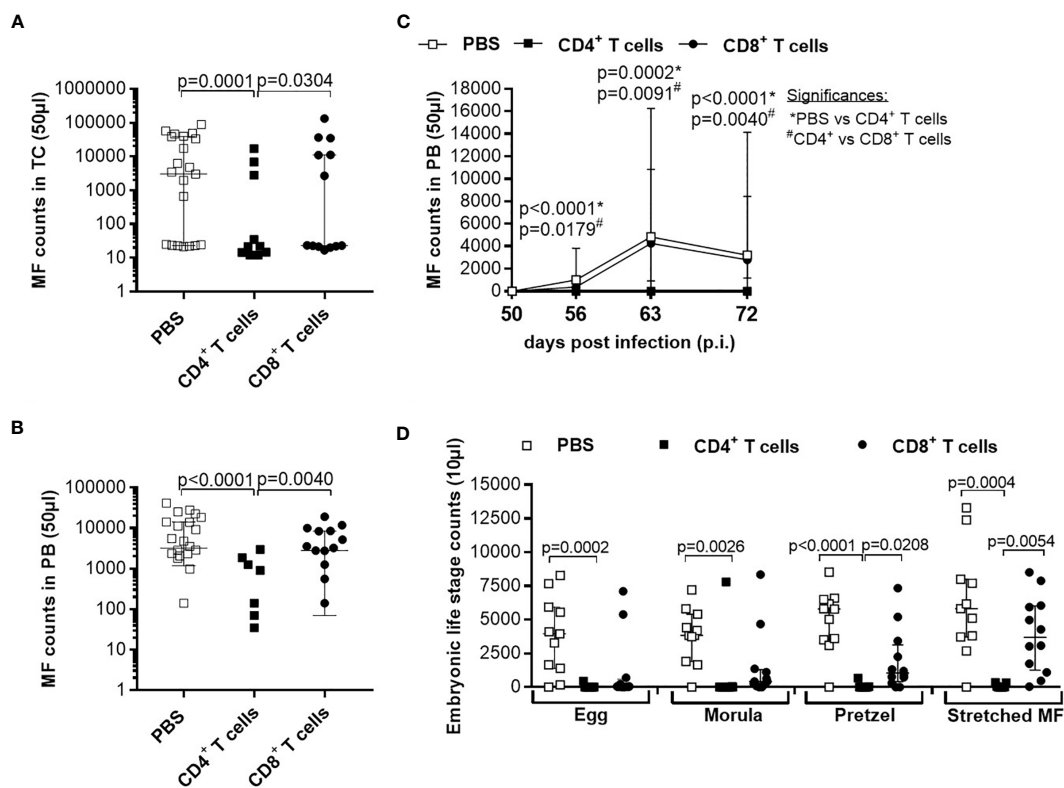 A
MF counts in TC (50µl)
1000000
100000
10000
1000
100
10
1
p=0.0001
p=0.0304
PBS
CD4+ T cells
CD8+ T cells
B
MF counts in PB (50µl)
100000
10000
1000
100
10
1
p<0.0001
p=0.0040
PBS
CD4+ T cells
CD8+ T cells
C
PBS
CD4+ T cells
CD8+ T cells
MF counts in PB (50µl)
18000
16000
14000
12000
10000
8000
6000
4000
2000
0
p<0.0001*
p=0.0179#
p=0.0002*
p=0.0091#
p<0.0001*
p=0.0040#
Significances:
*PBS vs CD4+ T cells
#CD4+ vs CD8+ T cells
50
56
63
72
days post infection (p.i.)
D
PBS
CD4+ T cells
CD8+ T cells
Embryonic life stage counts (10µl)
15000
12500
10000
7500
5000
2500
0
p=0.0002
p=0.0026
p<0.0001
p=0.0208
p=0.0004
p=0.0054
Egg
Morula
Pretzel
Stretched MF